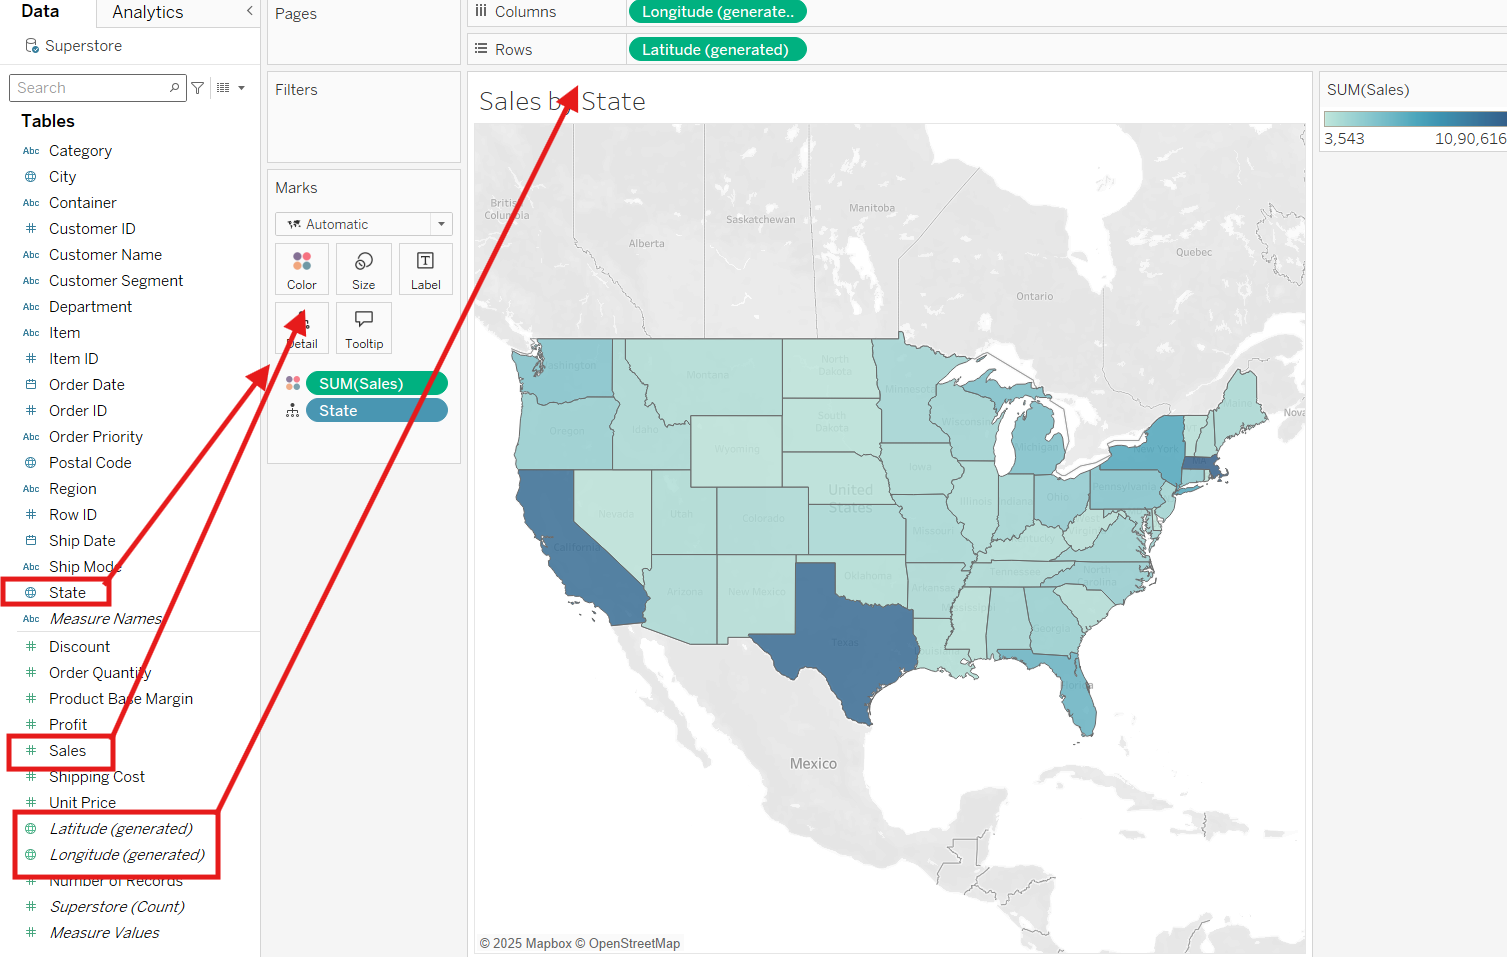 Data
Analytics
Superstore
Search
Tables
Abc Category
City
Abc Container
Customer ID
Abc Customer Name
Abc Customer Segment
Abc Department
Abc Item
Item ID
Order Date
Order ID
Abc Order Priority
Postal Code
Abc Region
Row ID
Ship Date
Abc Ship Mode
State
Abc Measure Names
Discount
Order Quantity
Product Base Margin
Profit
Sales
Shipping Cost
Unit Price
Latitude (generated)
Longitude (generated)
Number of Records
Superstore (Count)
Measure Values
Pages
Filters
Marks
Automatic
Color
Size
Label
Detail
Tooltip
SUM(Sales)
State
Columns
Longitude (generate..
Rows
Latitude (generated)
Sales by State
British
Columbia
Alberta
Saskatchewan
Manitoba
Ontario
Quebec
Nova
Washington
Montana
North
Dakota
Minnesota
Oregon
Idaho
South
Dakota
Wisconsin
Michigan
Maine
New York
Wyoming
Iowa
Pennsylvania
United
States
Nevada
Utah
Colorado
Illinois
Indiana
Ohio
West
Virginia
California
Missouri
Kentucky
Arizona
New Mexico
Oklahoma
Arkansas
Tennessee
North
Carolina
Mississippi
Georgia
Texas
Louisiana
Florida
Mexico
© 2025 Mapbox © OpenStreetMap
SUM(Sales)
3,543
10,90,616